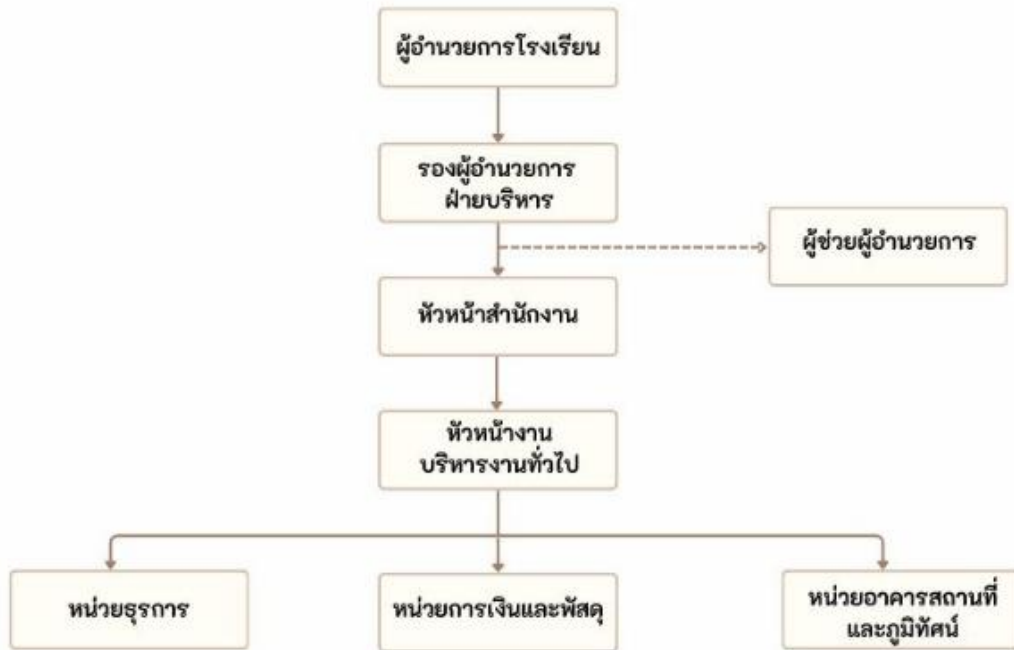 ผู้อำนวยการโรงเรียน
รองผู้อำนวยการ
ฝ่ายบริหาร
ผู้ช่วยผู้อำนวยการ
หัวหน้าสำนักงาน
หัวหน้างาน
บริหารงานทั่วไป
หน่วยธุรการ
หน่วยการเงินและพัสดุ
หน่วยอาคารสถานที่
และภูมิทัศน์